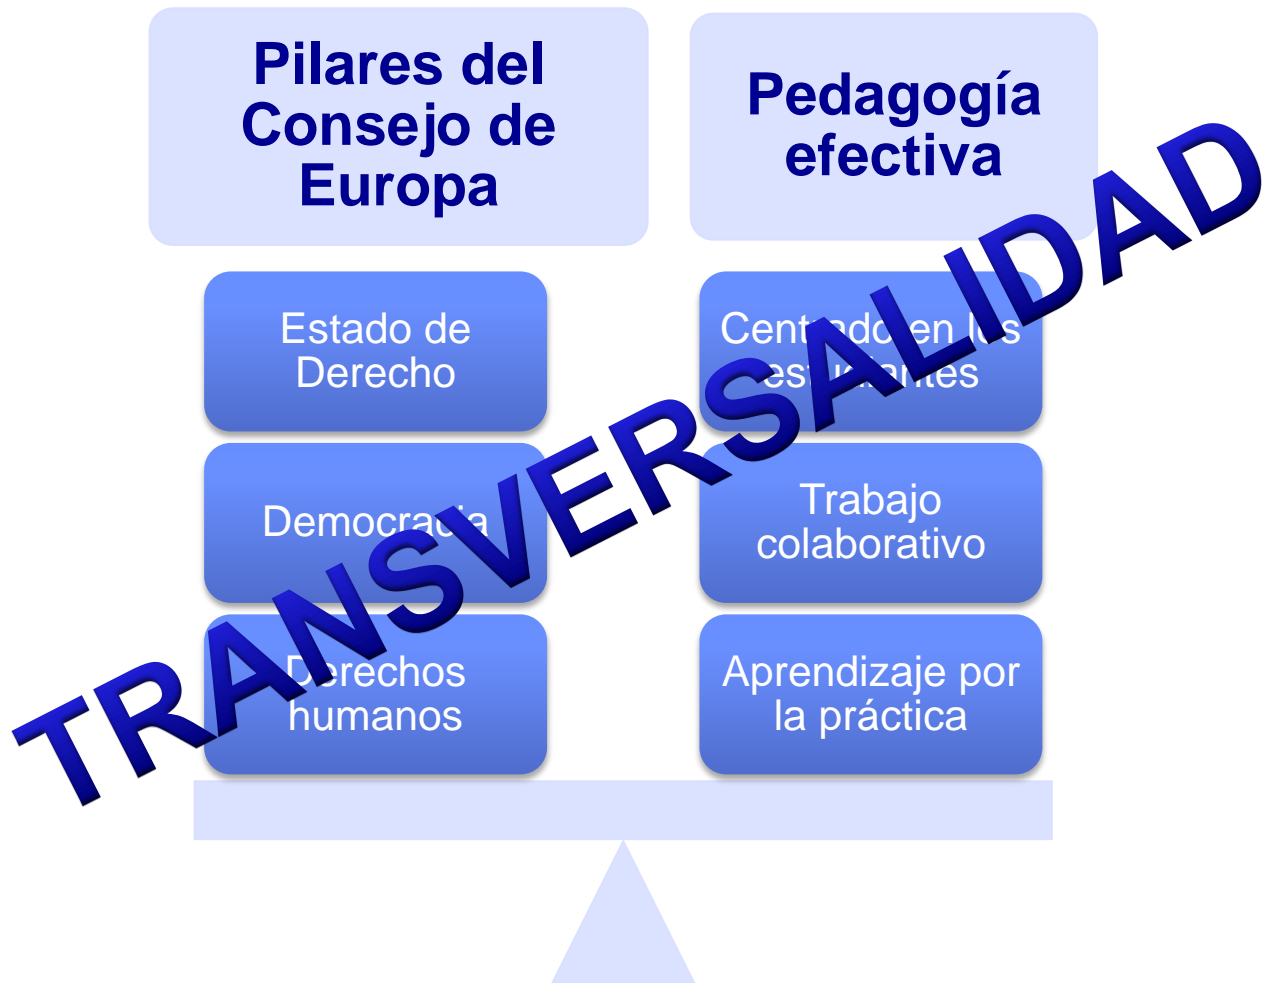 Pilares del
Consejo de
Europa
Pedagogía
efectiva
Estado de
Derecho
Democracia
Derechos
humanos
Centrado en los
estudiantes
Trabajo
colaborativo
Aprendizaje por
la práctica
TRANSVERSALIDAD